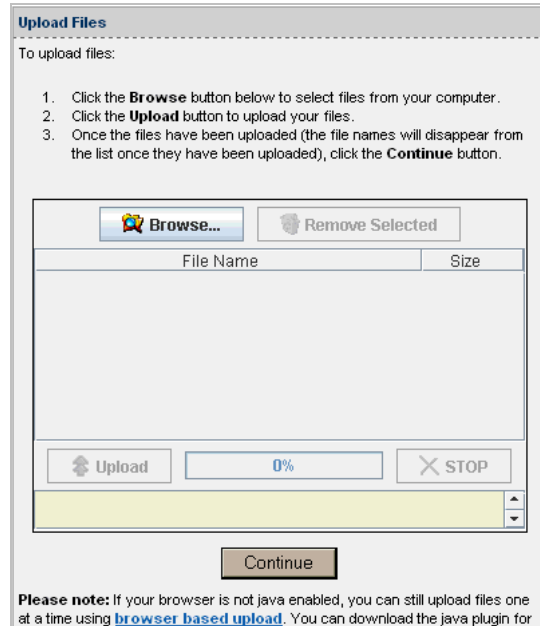 Upload Files
To upload files:
1. Click the Browse button below to select files from your computer.
2. Click the Upload button to upload your files.
3. Once the files have been uploaded (the file names will disappear from
the list once they have been uploaded), click the Continue button.
Browse... Remove Selected
File Name Size
Upload 0% STOP
Continue
Please note: If your browser is not java enabled, you can still upload files one
at a time using browser based upload. You can download the java plugin for